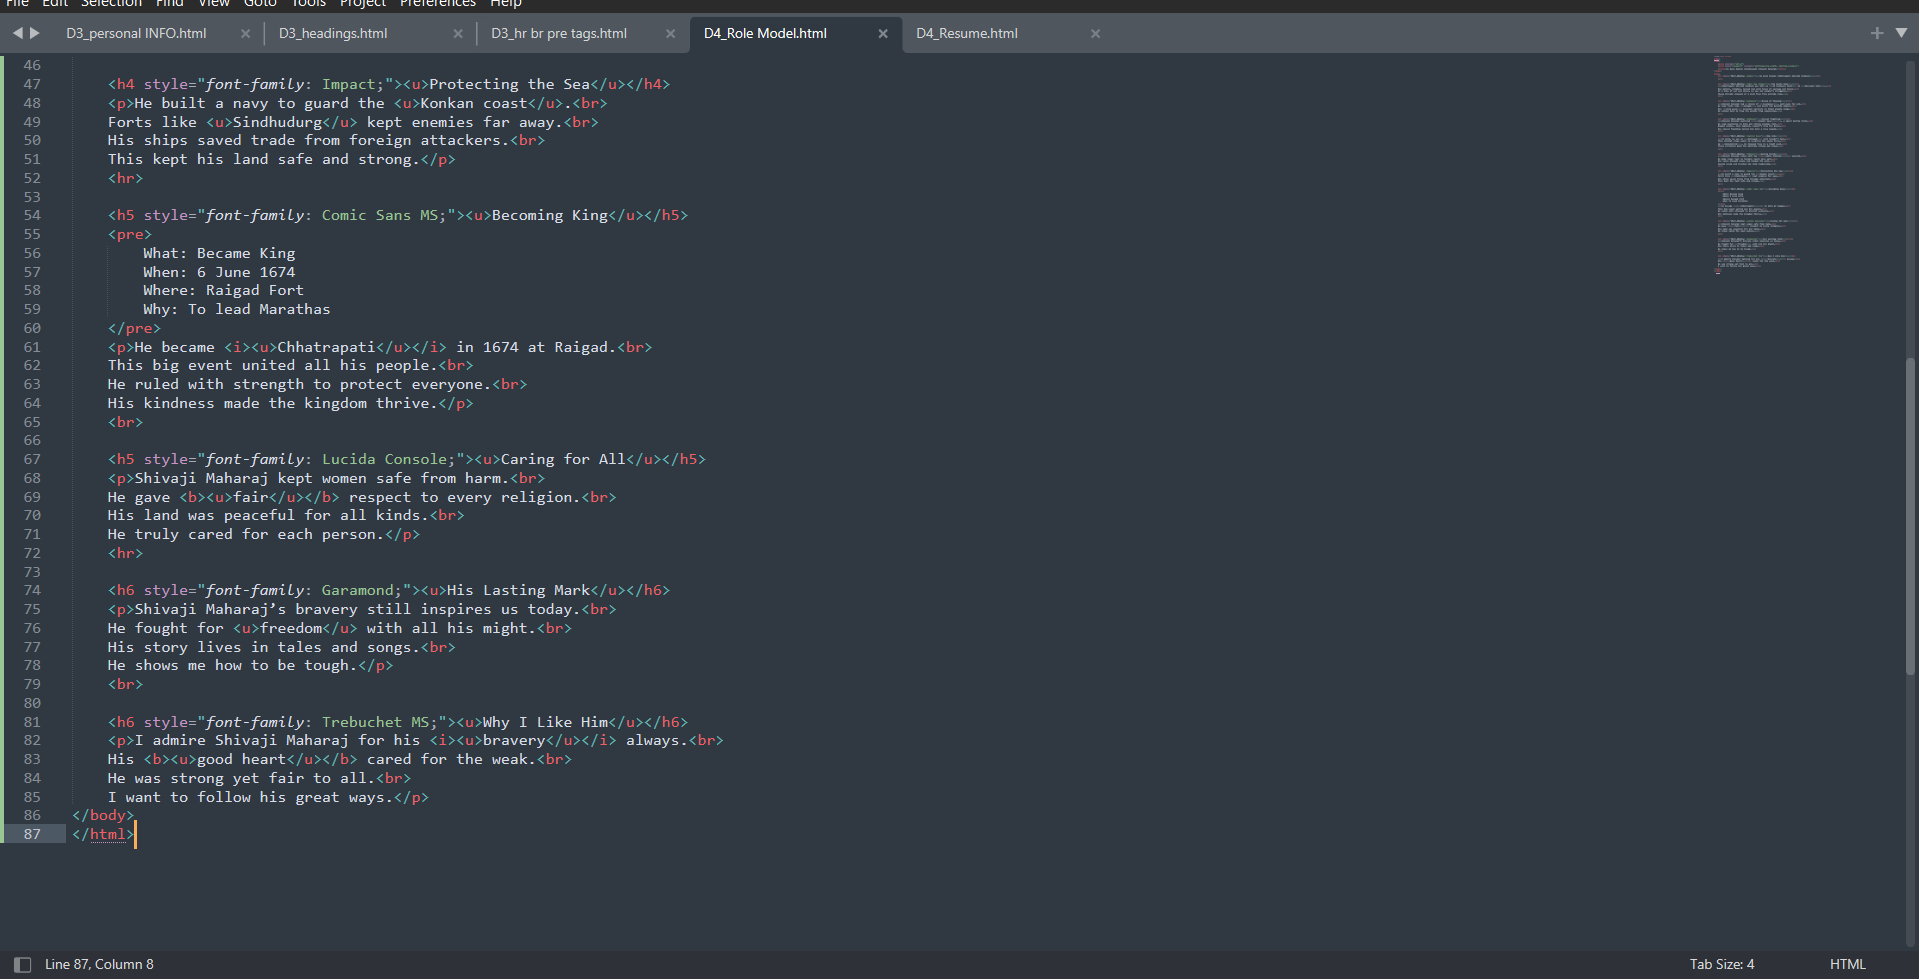 File Edit Selection Find View Goto Tools Project Preferences Help
D3_personal INFO.html × D3_headings.html × D3_hr br pre tags.html × D4_Role Model.html × D4_Resume.html ×
46
47 <h4 style="font-family: Impact;"><u>Protecting the Sea</u></h4>
48 <p>He built a navy to guard the <u>Konkan coast</u>.<br>
49 Forts like <u>Sindhudurg</u> kept enemies far away.<br>
50 His ships saved trade from foreign attackers.<br>
51 This kept his land safe and strong.</p>
52 <hr>
53
54 <h5 style="font-family: Comic Sans MS;"><u>Becoming King</u></h5>
55 <pre>
56 What: Became King
57 When: 6 June 1674
58 Where: Raigad Fort
59 Why: To lead Marathas
60 </pre>
61 <p>He became <i><u>Chhatrapati</u></i> in 1674 at Raigad.<br>
62 This big event united all his people.<br>
63 He ruled with strength to protect everyone.<br>
64 His kindness made the kingdom thrive.</p>
65 <br>
66
67 <h5 style="font-family: Lucida Console;"><u>Caring for All</u></h5>
68 <p>Shivaji Maharaj kept women safe from harm.<br>
69 He gave <b><u>fair</u></b> respect to every religion.<br>
70 His land was peaceful for all kinds.<br>
71 He truly cared for each person.</p>
72 <hr>
73
74 <h6 style="font-family: Garamond;"><u>His Lasting Mark</u></h6>
75 <p>Shivaji Maharaj’s bravery still inspires us today.<br>
76 He fought for <u>freedom</u> with all his might.<br>
77 His story lives in tales and songs.<br>
78 He shows me how to be tough.</p>
79 <br>
80
81 <h6 style="font-family: Trebuchet MS;"><u>Why I Like Him</u></h6>
82 <p>I admire Shivaji Maharaj for his <i><u>bravery</u></i> always.<br>
83 His <b><u>good heart</u></b> cared for the weak.<br>
84 He was strong yet fair to all.<br>
85 I want to follow his great ways.</p>
86 </body>
87 </html>
Line 87, Column 8 Tab Size: 4 HTML